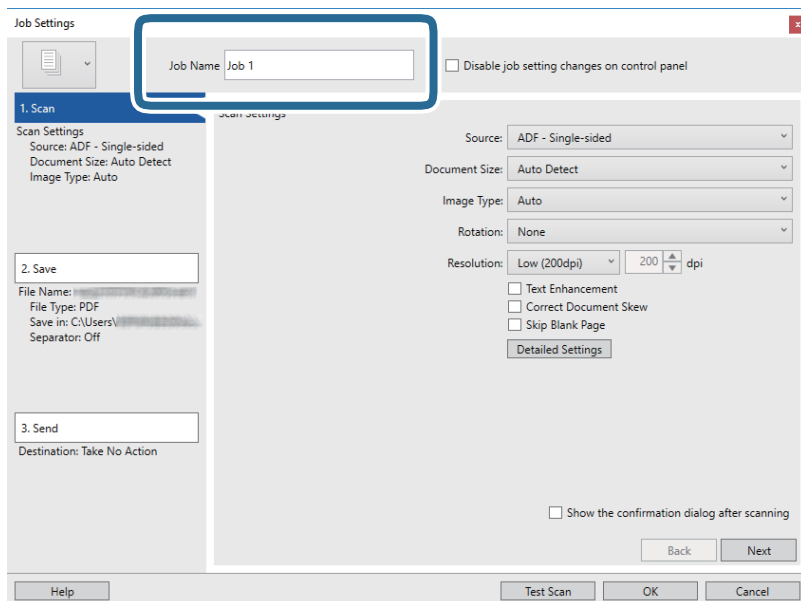 Job Settings
x
Job Name Job 1
Disable job setting changes on control panel
1. Scan
Scan Settings
Source: ADF - Single-sided
Document Size: Auto Detect
Image Type: Auto
2. Save
File Name:
File Type: PDF
Save in: C:\Users\
Separator: Off
3. Send
Destination: Take No Action
Scan Settings
Source: ADF - Single-sided
Document Size: Auto Detect
Image Type: Auto
Rotation: None
Resolution: Low (200dpi) 200 dpi
Text Enhancement
Correct Document Skew
Skip Blank Page
Detailed Settings
Show the confirmation dialog after scanning
Back Next
Help Test Scan OK Cancel